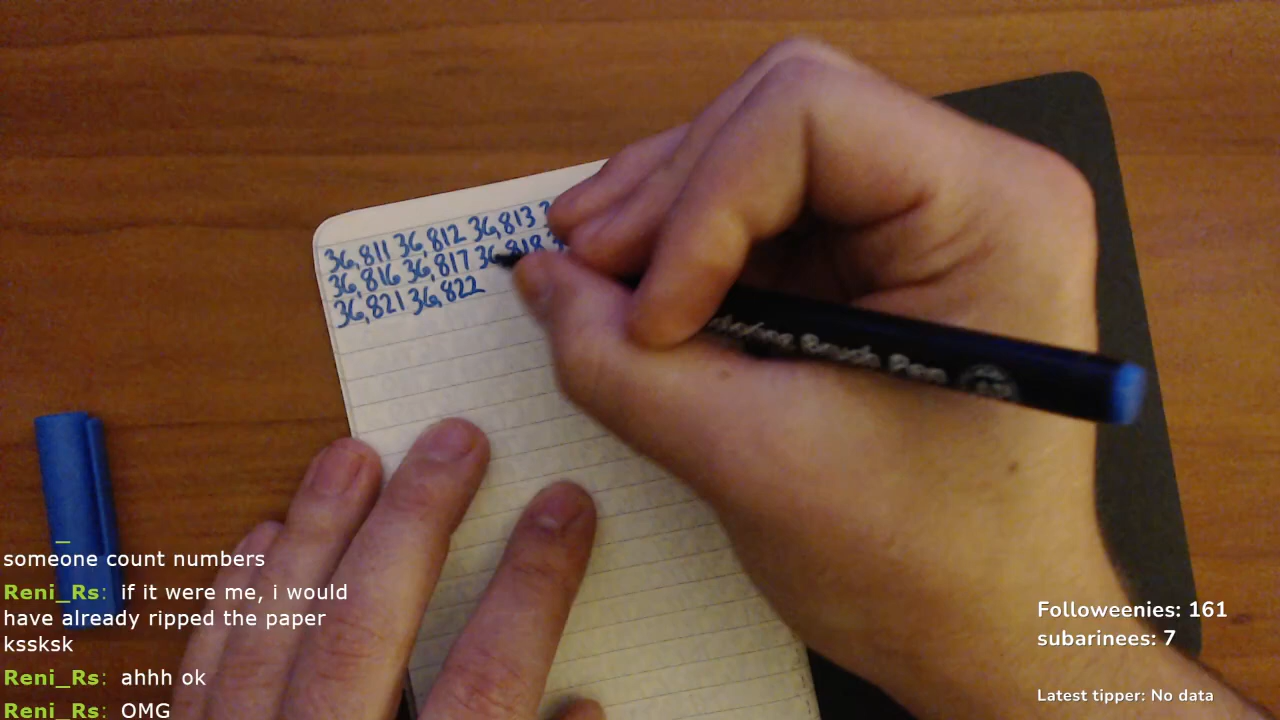 36,811 36,812 36,813
36,816 36,817 36,818
36,821 36,822
Brush Pen
someone count numbers
Reni_Rs: if it were me, i would
have already ripped the paper
kssksk
Reni_Rs: ahhh ok
Reni_Rs: OMG
Followeenies: 161
subarinees: 7
Latest tipper: No data